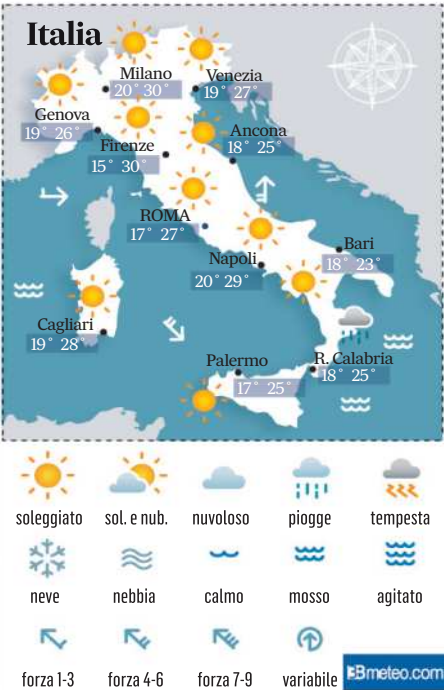 Italia
Milano
20° 30°
Venezia
19° 27°
Genova
19° 26°
Ancona
18° 25°
Firenze
15° 30°
ROMA
17° 27°
Bari
18° 23°
Napoli
20° 29°
Cagliari
19° 28°
Palermo
17° 25°
R. Calabria
18° 25°
soleggiato sol. e nub. nuvoloso piogge tempesta
neve nebbia calmo mosso agitato
forza 1-3 forza 4-6 forza 7-9 variabile
3Bmeteo.com